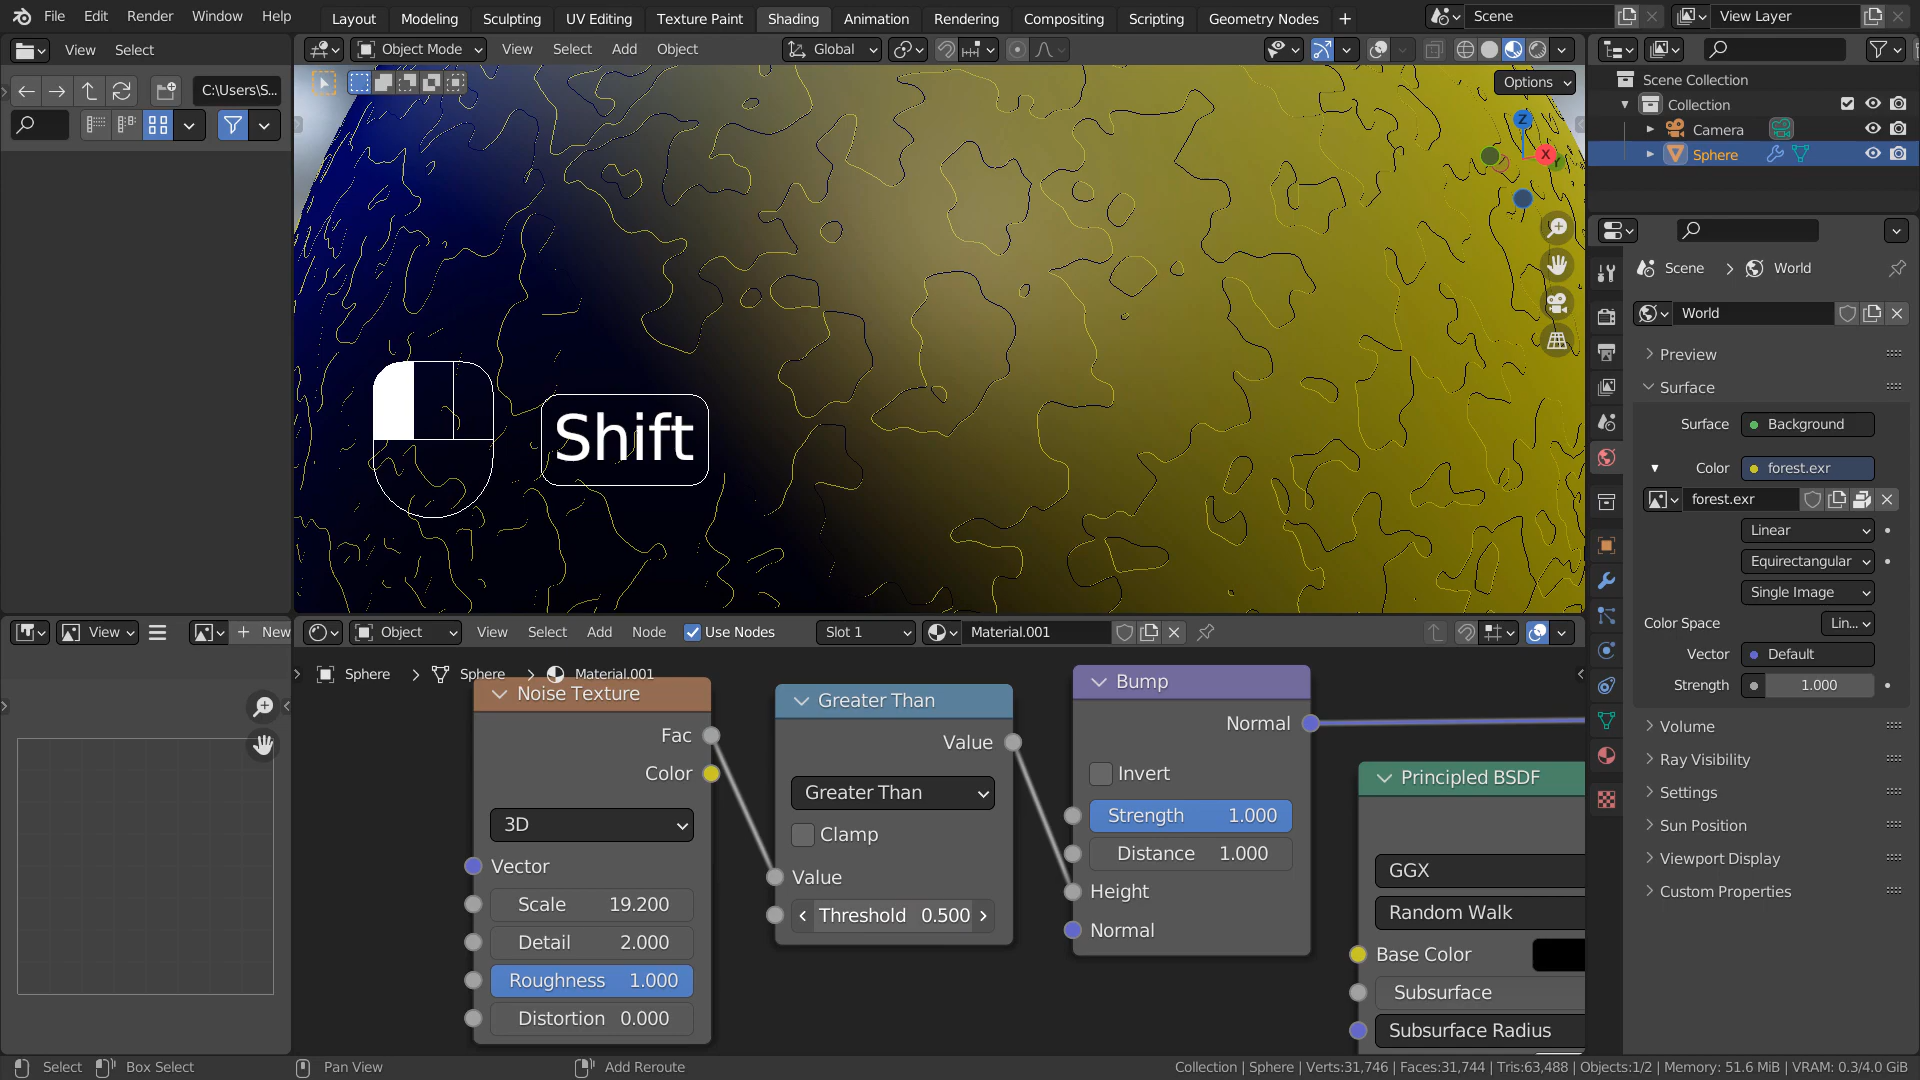 File Edit Render Window Help
Layout Modeling Sculpting UV Editing Texture Paint Shading Animation Rendering Compositing Scripting Geometry Nodes +
Scene View Layer
View Select
Object Mode View Select Add Object Global
C:\Users\S...
Options
Z
X
Y
Scene Collection
Collection
Camera
Sphere
Scene > World
World
Preview
Surface
Surface Background
Color forest.exr
forest.exr
Linear
Equirectangular
Single Image
Color Space Lin...
Vector Default
Strength 1.000
Volume
Ray Visibility
Settings
Sun Position
Viewport Display
Custom Properties
Shift
View New
Object View Select Add Node Use Nodes Slot 1 Material.001
Sphere > Sphere > Material.001
Noise Texture
Fac
Color
3D
Vector
Scale 19.200
Detail 2.000
Roughness 1.000
Distortion 0.000
Greater Than
Value
Greater Than
Clamp
Value
Threshold 0.500
Bump
Normal
Invert
Strength 1.000
Distance 1.000
Height
Normal
Principled BSDF
GGX
Random Walk
Base Color
Subsurface
Subsurface Radius
Select Box Select Pan View Add Reroute
Collection | Sphere | Verts:31,746 | Faces:31,744 | Tris:63,488 | Objects:1/2 | Memory: 51.6 MiB | VRAM: 0.3/4.0 GiB